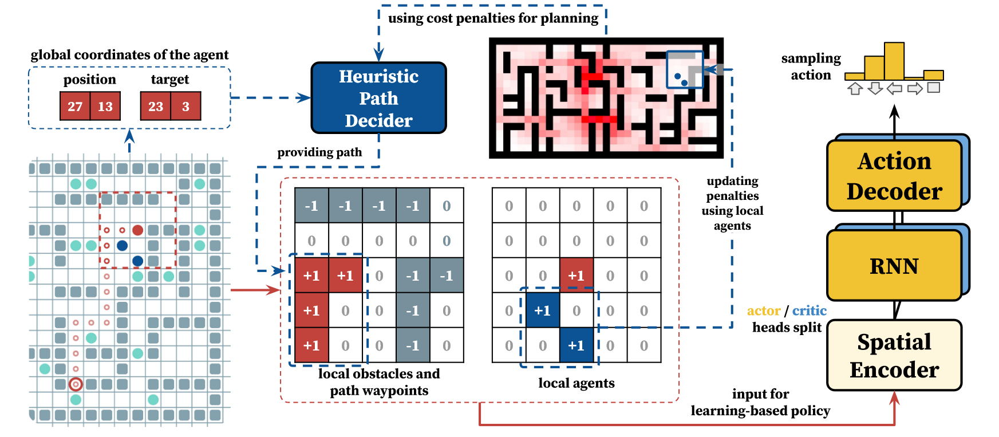 using cost penalties for planning
global coordinates of the agent
position target
27 13 23 3
Heuristic
Path
Decider
sampling
action
providing path
updating
penalties
using local
agents
-1 -1 -1 -1 0
0 0 0 0 0
+1 +1 0 -1 -1
+1 0 0 -1 0
+1 0 0 -1 0
local obstacles and
path waypoints
0 0 0 0 0
0 0 0 0 0
0 0 +1 0 0
0 +1 0 0 0
0 0 +1 0 0
local agents
Action
Decoder
RNN
actor / critic
heads split
Spatial
Encoder
input for
learning-based policy